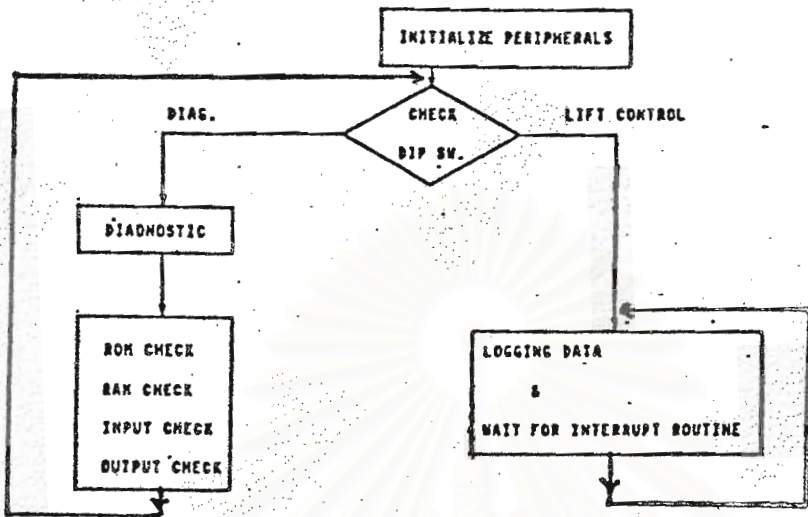 INITIALIZE PERIPHERALS
DIAG.
CHECK
DIP SW.
LIFT CONTROL
DIAGNOSTIC
ROM CHECK
RAM CHECK
INPUT CHECK
OUTPUT CHECK
LOGGING DATA
&
WAIT FOR INTERRUPT ROUTINE